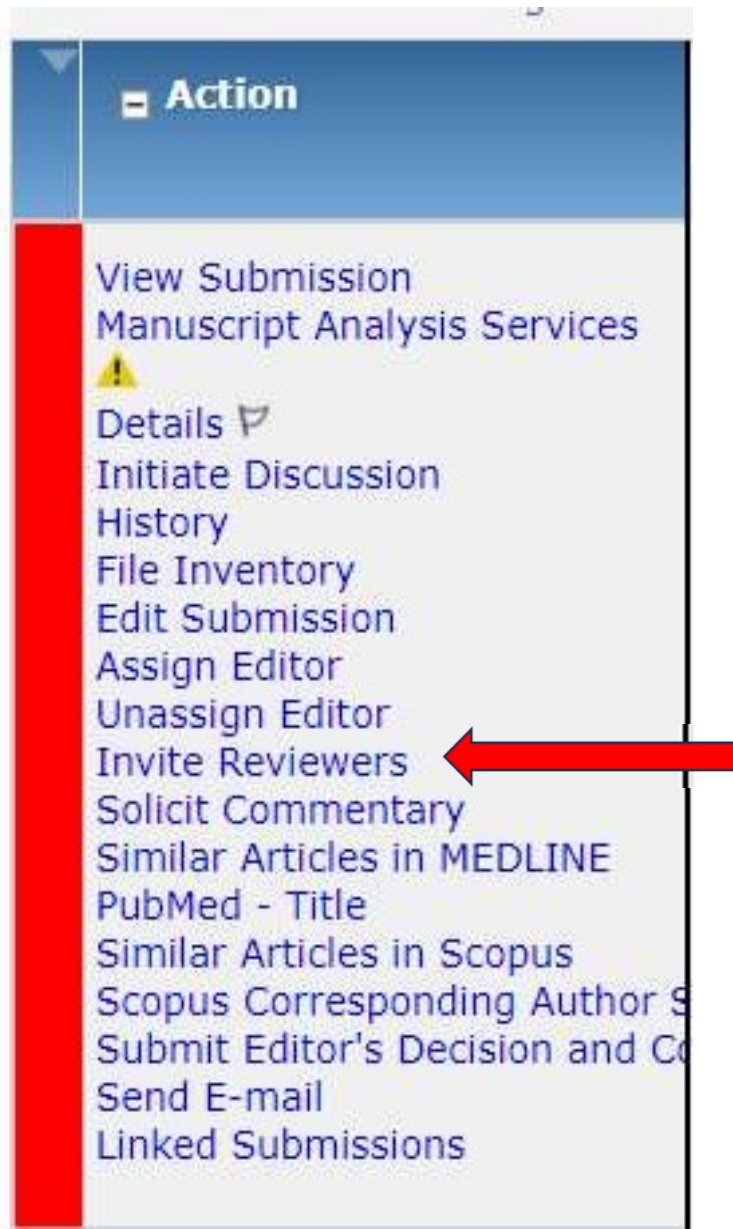 Action
View Submission
Manuscript Analysis Services
Details
Initiate Discussion
History
File Inventory
Edit Submission
Assign Editor
Unassign Editor
Invite Reviewers
Solicit Commentary
Similar Articles in MEDLINE
PubMed - Title
Similar Articles in Scopus
Scopus Corresponding Author
Submit Editor's Decision and
Send E-mail
Linked Submissions